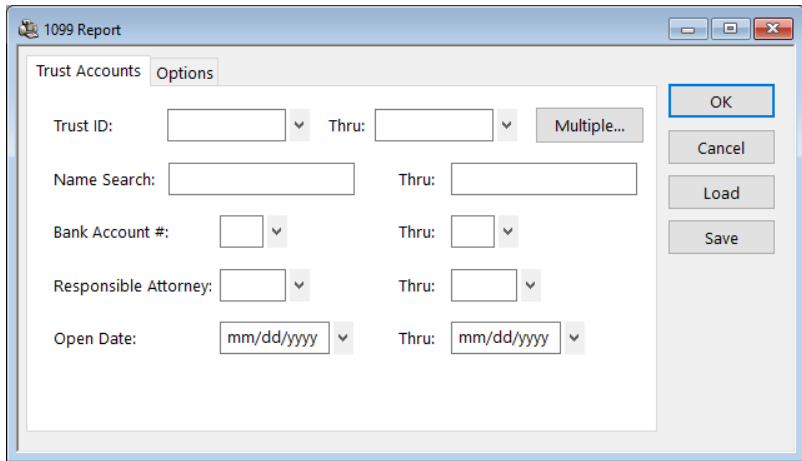 1099 Report
Trust Accounts Options
Trust ID: Thru: Multiple...
Name Search: Thru:
Bank Account #: Thru:
Responsible Attorney: Thru:
Open Date: mm/dd/yyyy Thru: mm/dd/yyyy
OK
Cancel
Load
Save